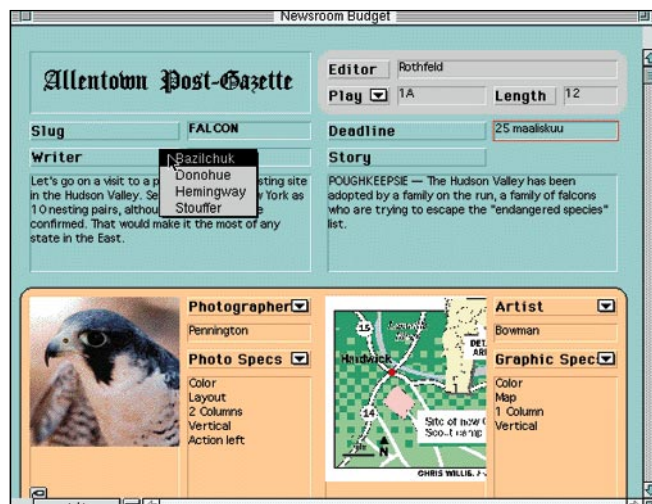 Newsroom Budget
Allentown Post-Gazette
Editor
Rothfeld
Play
1A
Length
12
Slug
FALCON
Deadline
25 maaliskuu
Writer
Bazilchuk
Donohue
Hemingway
Stouffer
Story
Let's go on a visit to a p sting site
in the Hudson Valley. Se York as
10 nesting pairs, althou
confirmed. That would make it the most of any
state in the East.
POUGHKEEPSIE — The Hudson Valley has been
adopted by a family on the run, a family of falcons
who are trying to escape the "endangered species"
list.
Photographer
Pennington
Photo Specs
Color
Layout
2 Columns
Vertical
Action left
15
Hardwick
14
Site of new
Scout camp
N
CHRIS WILLIS
Artist
Bowman
Graphic Spec
Color
Map
1 Column
Vertical